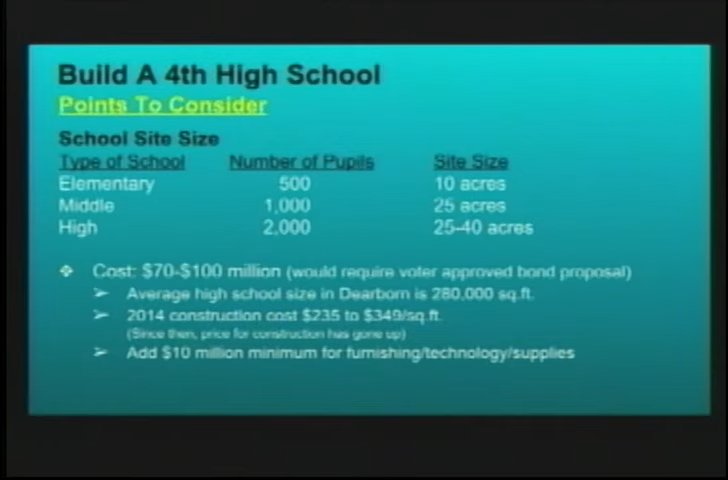 Build A 4th High School
Points To Consider
School Site Size
Type of School Number of Pupils Site Size
Elementary 500 10 acres
Middle 1,000 25 acres
High 2,000 25-40 acres
❖ Cost: $70-$100 million (would require voter approved bond proposal)
➢ Average high school size in Dearborn is 280,000 sq.ft.
➢ 2014 construction cost $235 to $349/sq.ft.
(Since then, price for construction has gone up)
➢ Add $10 million minimum for furnishing/technology/supplies